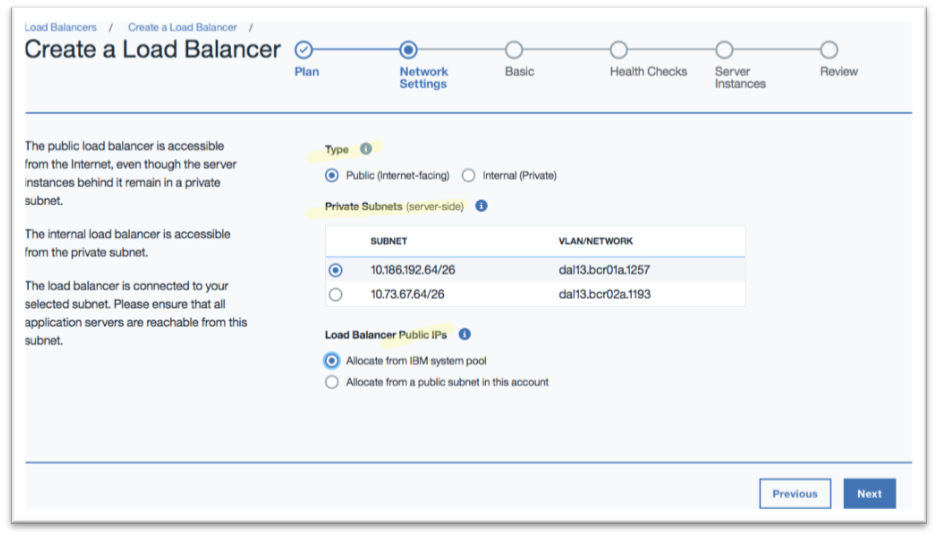 Load Balancers / Create a Load Balancer /
Create a Load Balancer
Plan
Network
Settings
Basic
Health Checks
Server
Instances
Review
The public load balancer is accessible
from the Internet, even though the server
instances behind it remain in a private
subnet.
The internal load balancer is accessible
from the private subnet.
The load balancer is connected to your
selected subnet. Please ensure that all
application servers are reachable from this
subnet.
Type
Public (Internet-facing) Internal (Private)
Private Subnets (server-side)
SUBNET VLAN/NETWORK
10.186.192.64/26 dal13.bcr01a.1257
10.73.67.64/26 dal13.bcr02a.1193
Load Balancer Public IPs
Allocate from IBM system pool
Allocate from a public subnet in this account
Previous Next